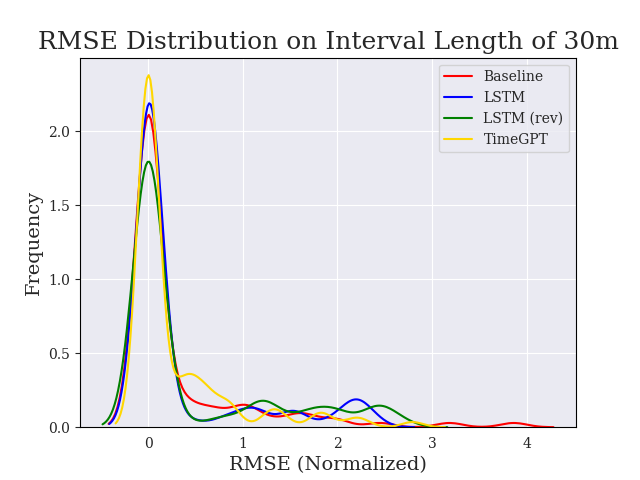 RMSE Distribution on Interval Length of 30m
Baseline
LSTM
LSTM (rev)
TimeGPT
Frequency
2.0
1.5
1.0
0.5
0.0
0
1
2
3
4
RMSE (Normalized)